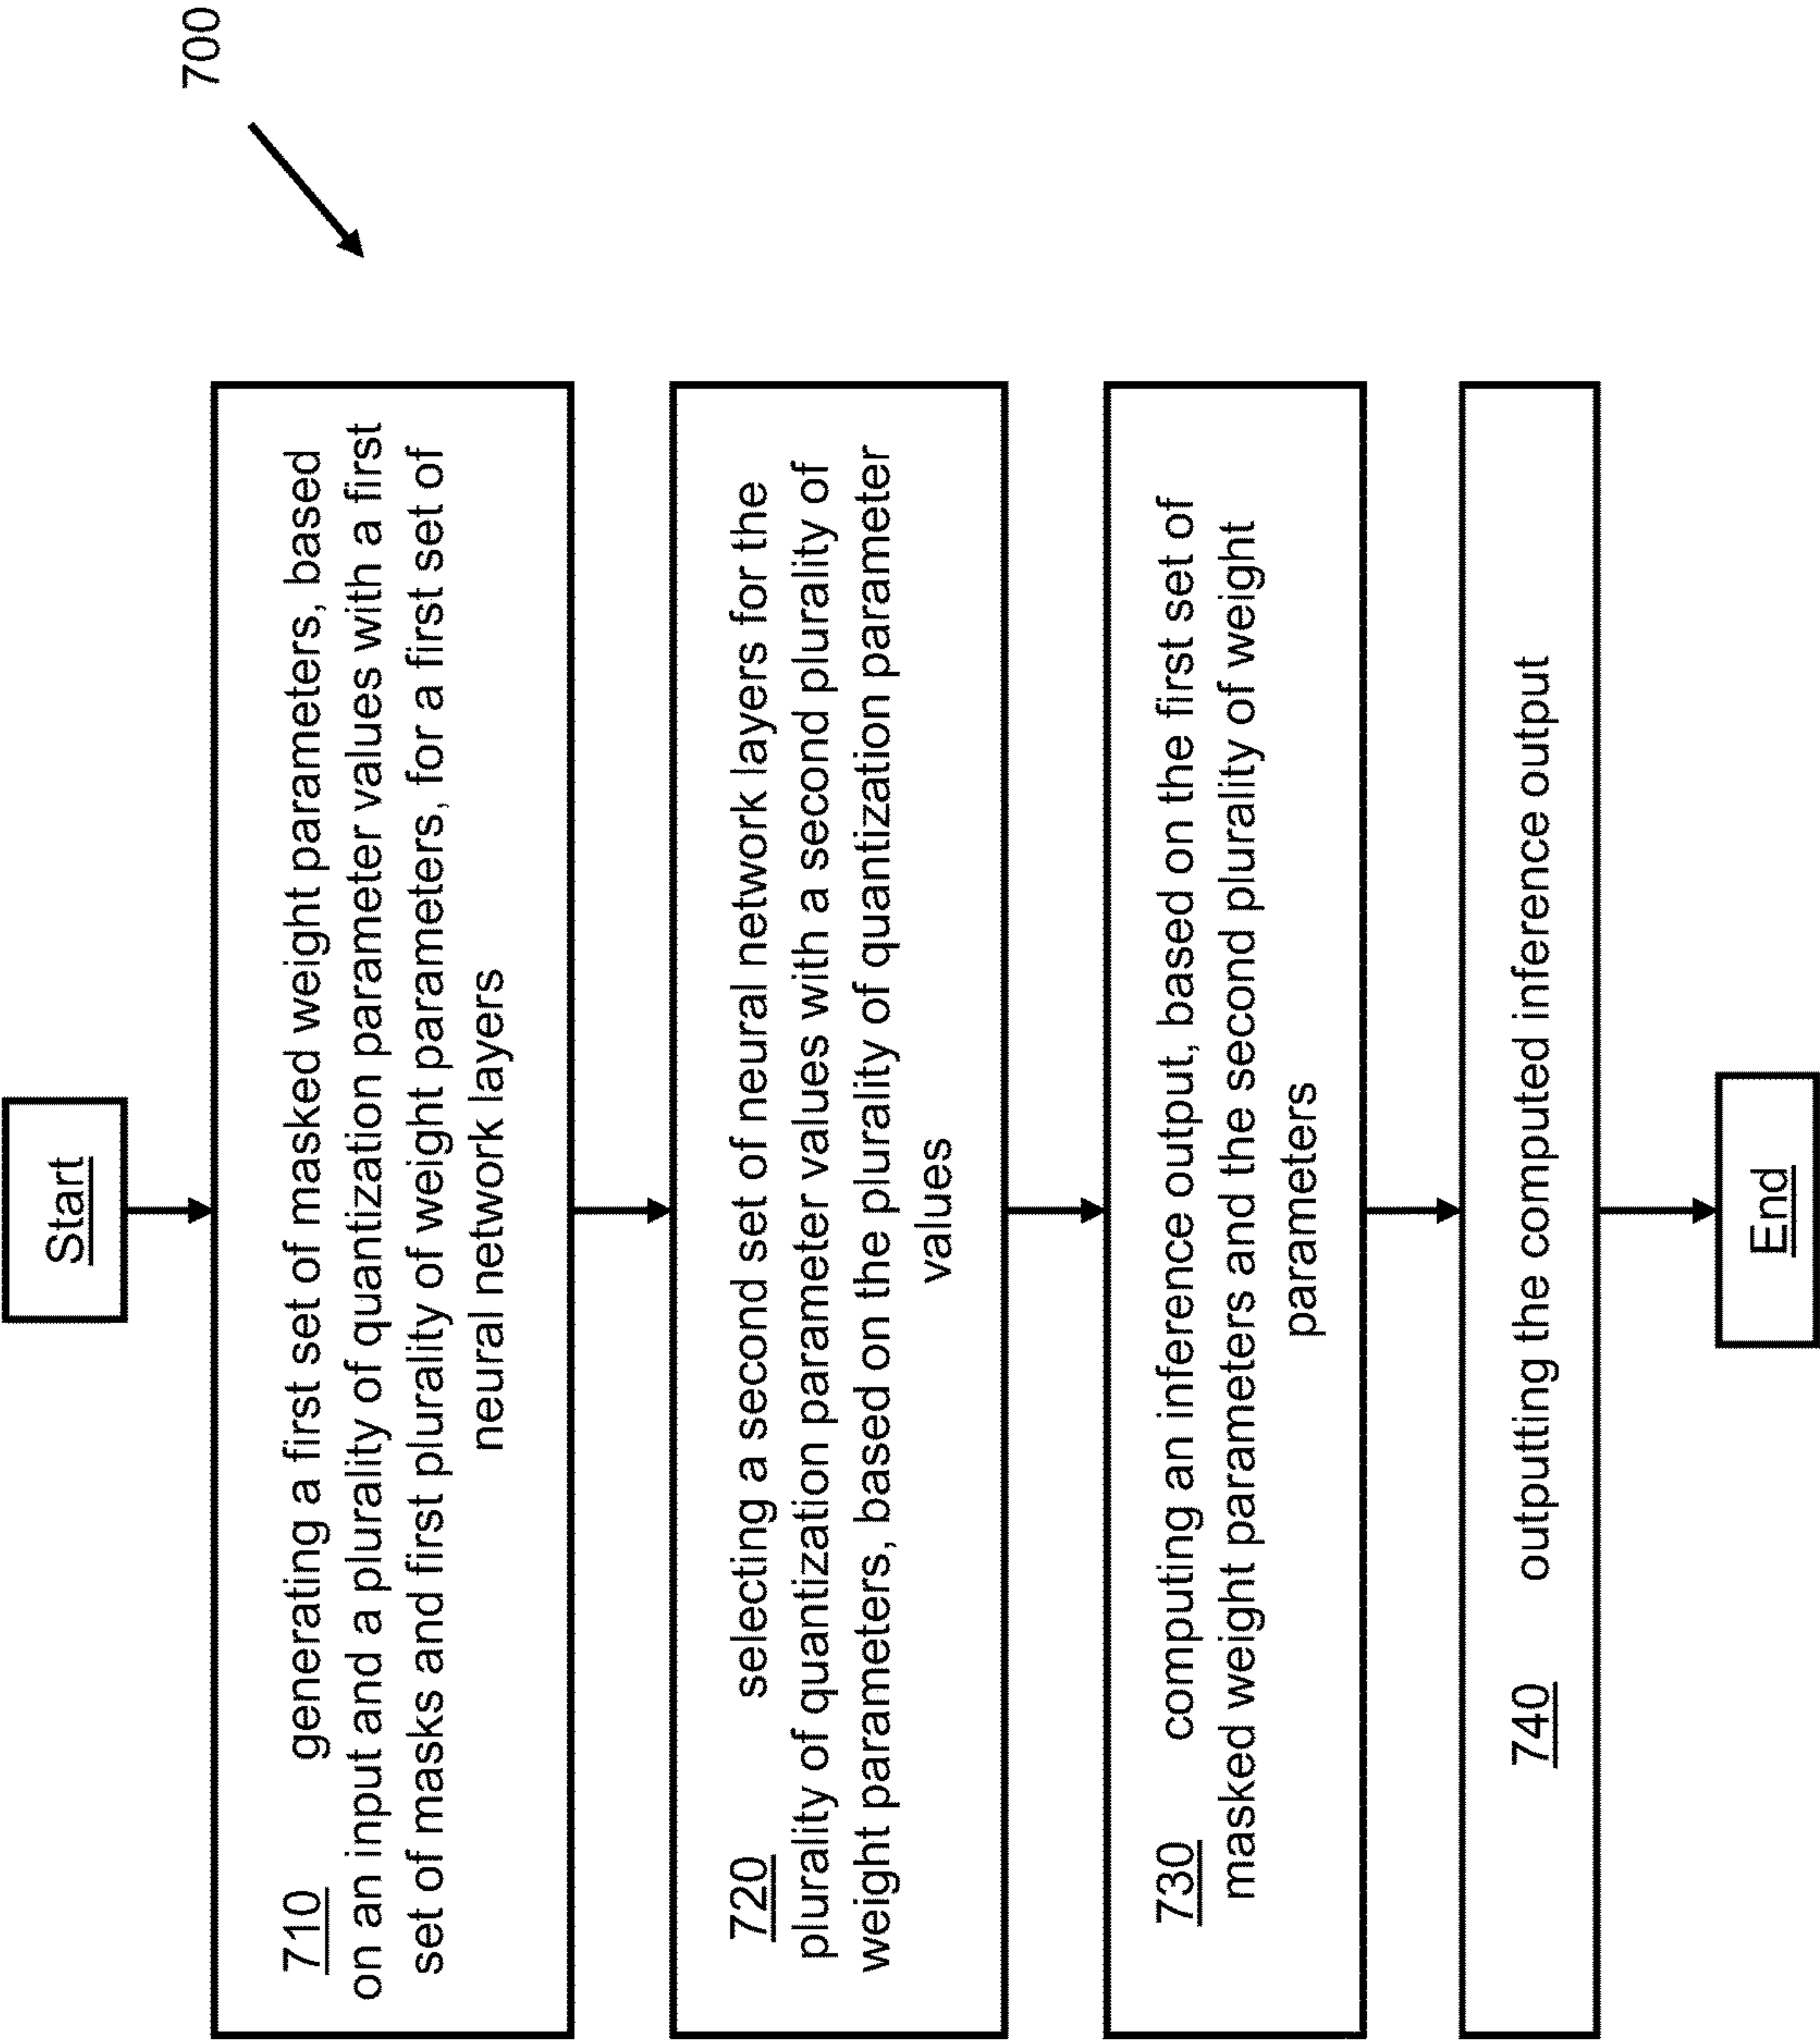 700
Start
710 generating a first set of masked weight parameters, based
on an input and a plurality of quantization parameter values with a first
set of masks and first plurality of weight parameters, for a first set of
neural network layers
720 selecting a second set of neural network layers for the
plurality of quantization parameter values with a second plurality of
weight parameters, based on the plurality of quantization parameter
values
730 computing an inference output, based on the first set of
masked weight parameters and the second plurality of weight
parameters
740 outputting the computed inference output
End